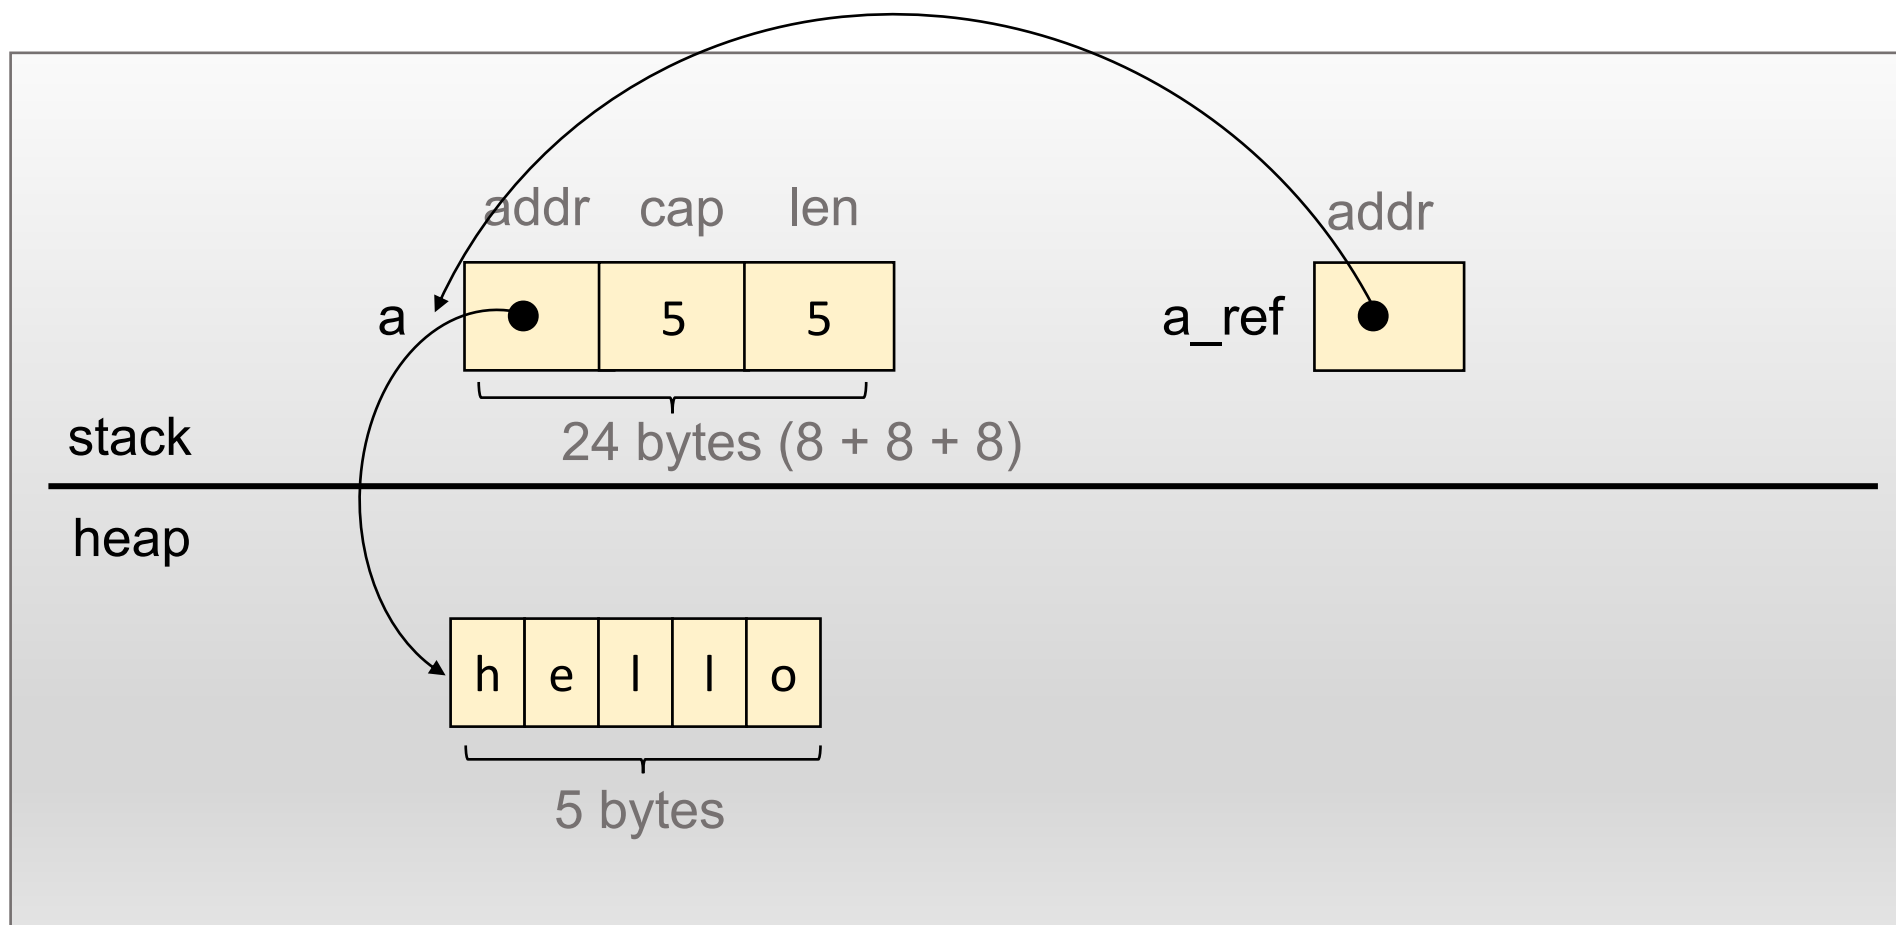 addr cap len addr
a 5 5 a_ref
24 bytes (8 + 8 + 8)
stack
heap
h e l l o
5 bytes